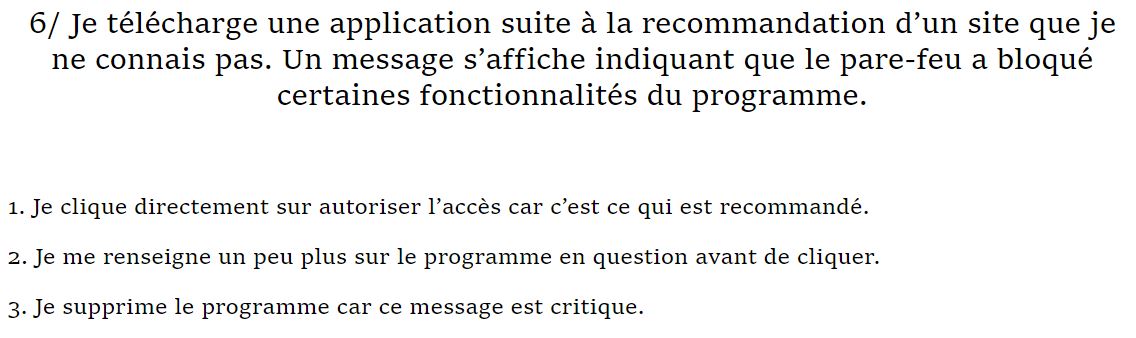 6/ Je télécharge une application suite à la recommandation d’un site que je
ne connais pas. Un message s’affiche indiquant que le pare-feu a bloqué
certaines fonctionnalités du programme.
1. Je clique directement sur autoriser l’accès car c’est ce qui est recommandé.
2. Je me renseigne un peu plus sur le programme en question avant de cliquer.
3. Je supprime le programme car ce message est critique.